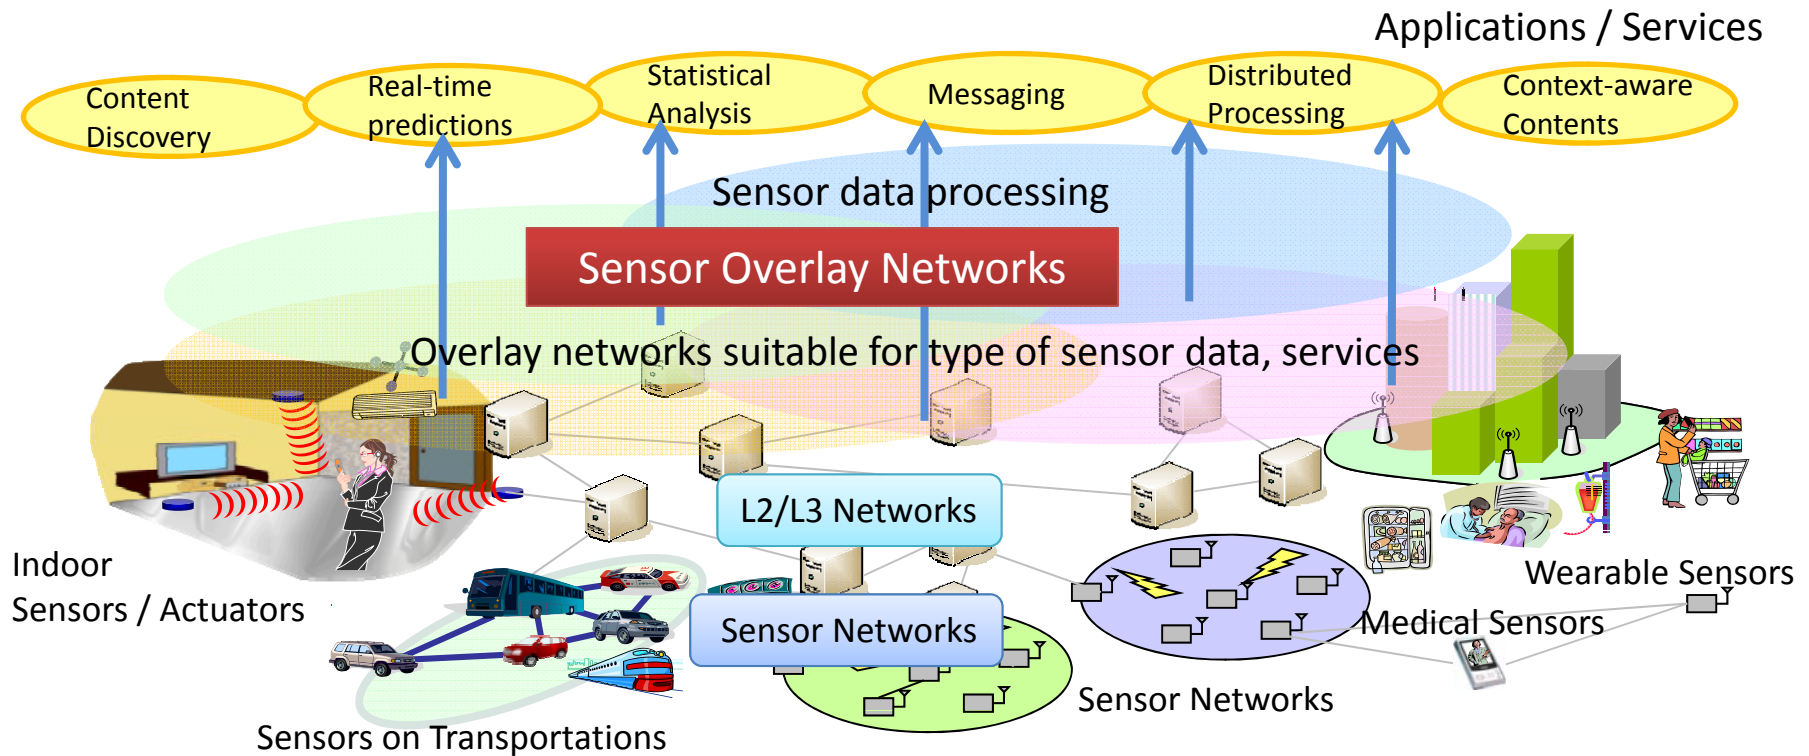 Applications / Services
Content
Discovery
Real-time
predictions
Statistical
Analysis
Messaging
Distributed
Processing
Context-aware
Contents
Sensor data processing
Sensor Overlay Networks
Overlay networks suitable for type of sensor data, services
L2/L3 Networks
Indoor
Sensors / Actuators
Wearable Sensors
Sensor Networks
Medical Sensors
Sensor Networks
Sensors on Transportations